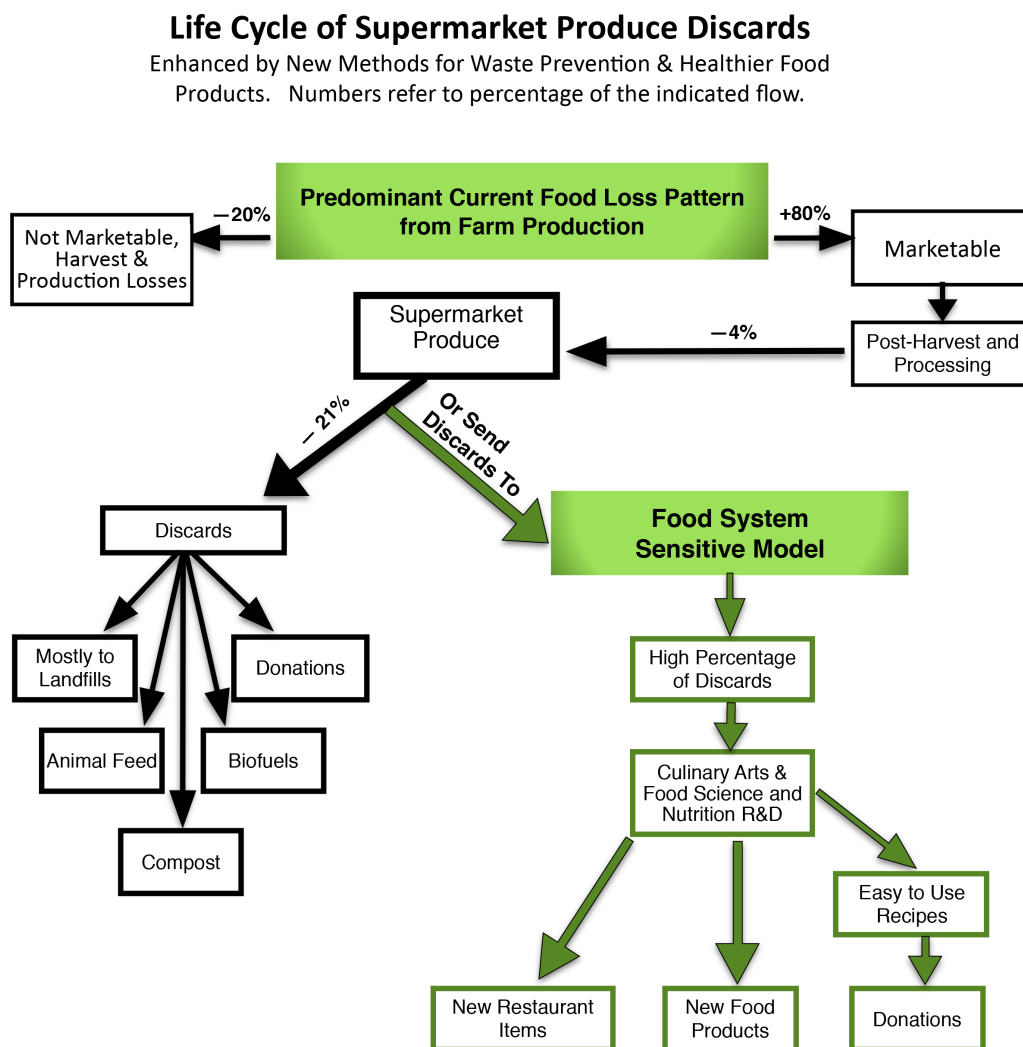 Life Cycle of Supermarket Produce Discards
Enhanced by New Methods for Waste Prevention & Healthier Food
Products.   Numbers refer to percentage of the indicated flow.
Predominant Current Food Loss Pattern
from Farm Production
—20%
+80%
Not Marketable,
Harvest &
Production Losses
Marketable
Supermarket
Produce
—4%
Post-Harvest and
Processing
— 21%
Or Send
Discards To
Discards
Food System
Sensitive Model
Mostly to
Landfills
Donations
High Percentage
of Discards
Animal Feed
Biofuels
Culinary Arts &
Food Science and
Nutrition R&D
Compost
Easy to Use
Recipes
New Restaurant
Items
New Food
Products
Donations